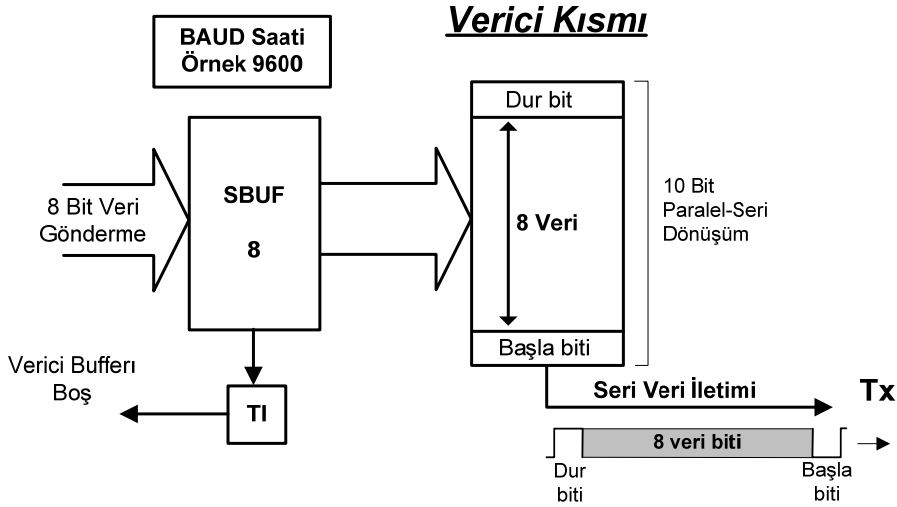 Verici Kısmı
BAUD Saati
Örnek 9600
Dur bit
8 Bit Veri
Gönderme
SBUF
8
8 Veri
10 Bit
Paralel-Seri
Dönüşüm
Başla biti
Verici Bufferı
Boş
TI
Seri Veri İletimi
Tx
8 veri biti
Dur
biti
Başla
biti